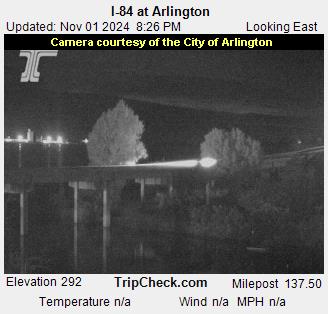 I-84 at Arlington
Updated: Nov 01 2024 8:26 PM Looking East
Camera courtesy of the City of Arlington
Elevation 292 TripCheck.com Milepost 137.50
Temperature n/a Wind n/a MPH n/a